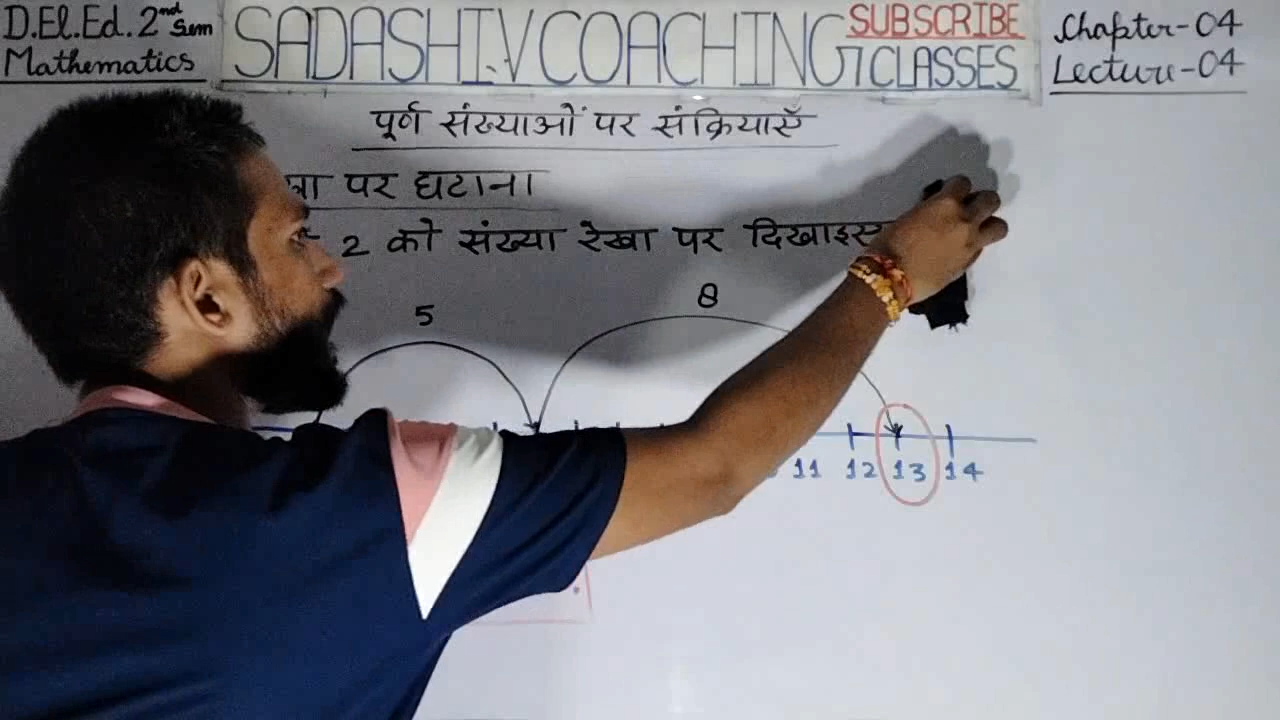 D.El.Ed. 2nd Sem
Mathematics
SADASHIV COACHING CLASSES
SUBSCRIBE
Chapter-04
Lecture-04
पूर्ण संख्याओं पर संक्रियाएँ
पर घटाना
2 को संख्या रेखा पर
5
8
11 12 13 14